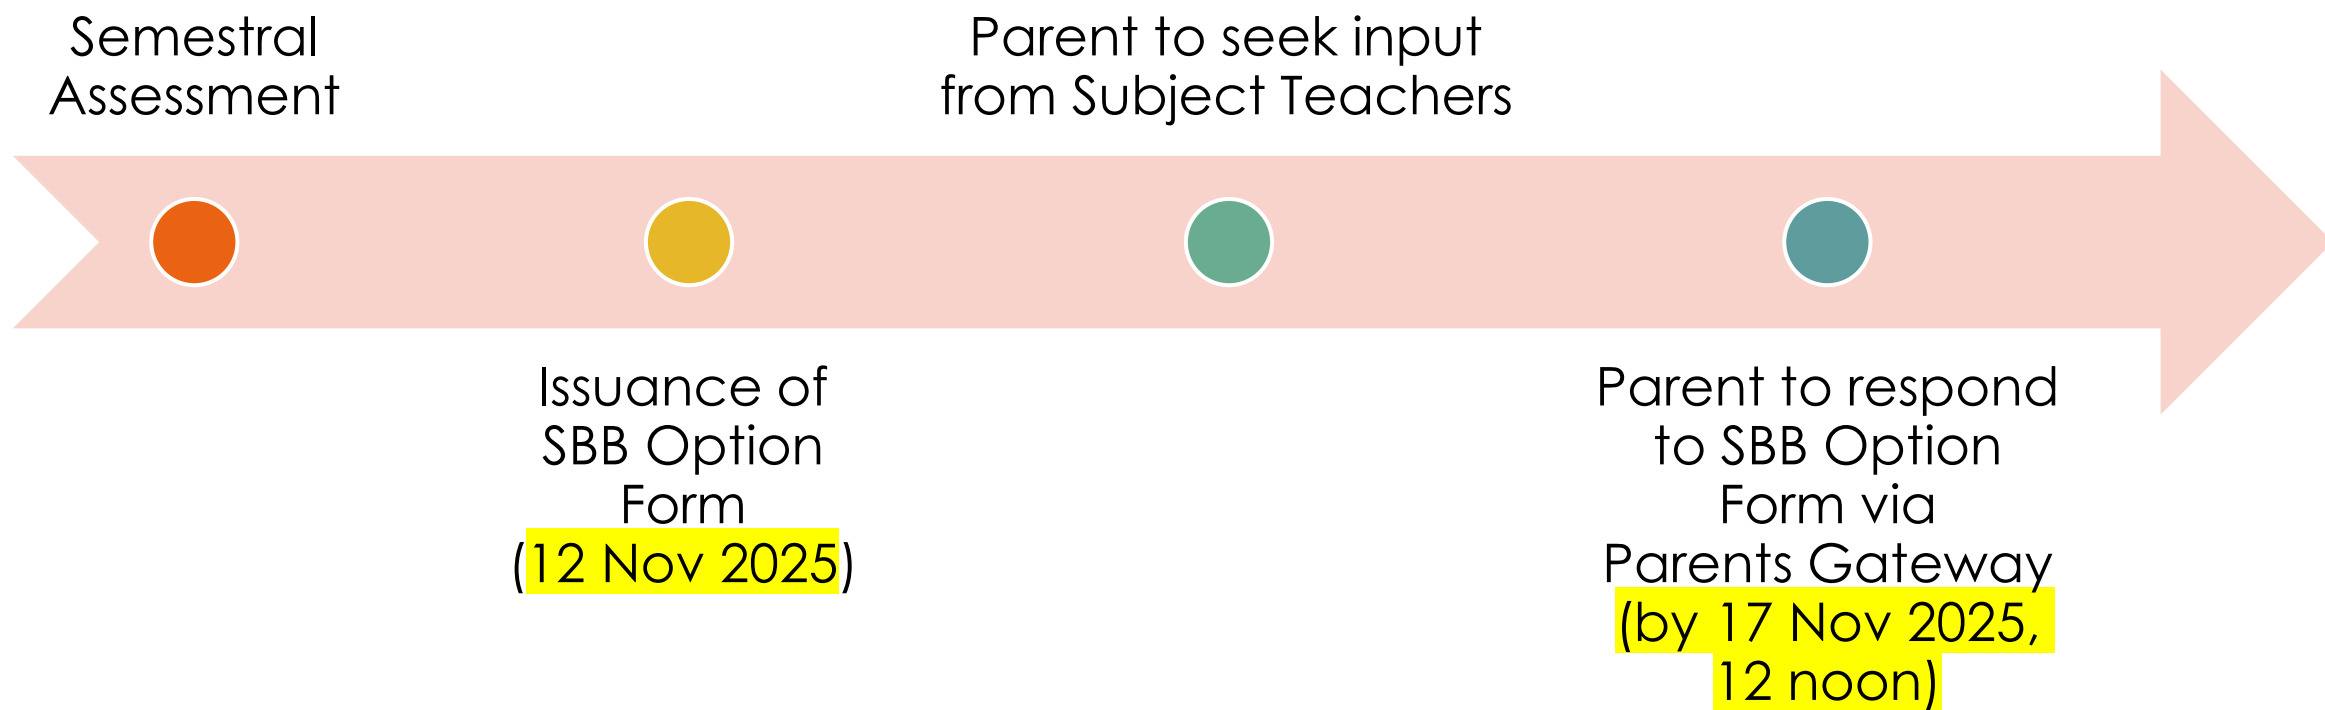 Semestral
Assessment
Issuance of
SBB Option
Form
(12 Nov 2025)
Parent to seek input
from Subject Teachers
Parent to respond
to SBB Option
Form via
Parents Gateway
(by 17 Nov 2025,
12 noon)